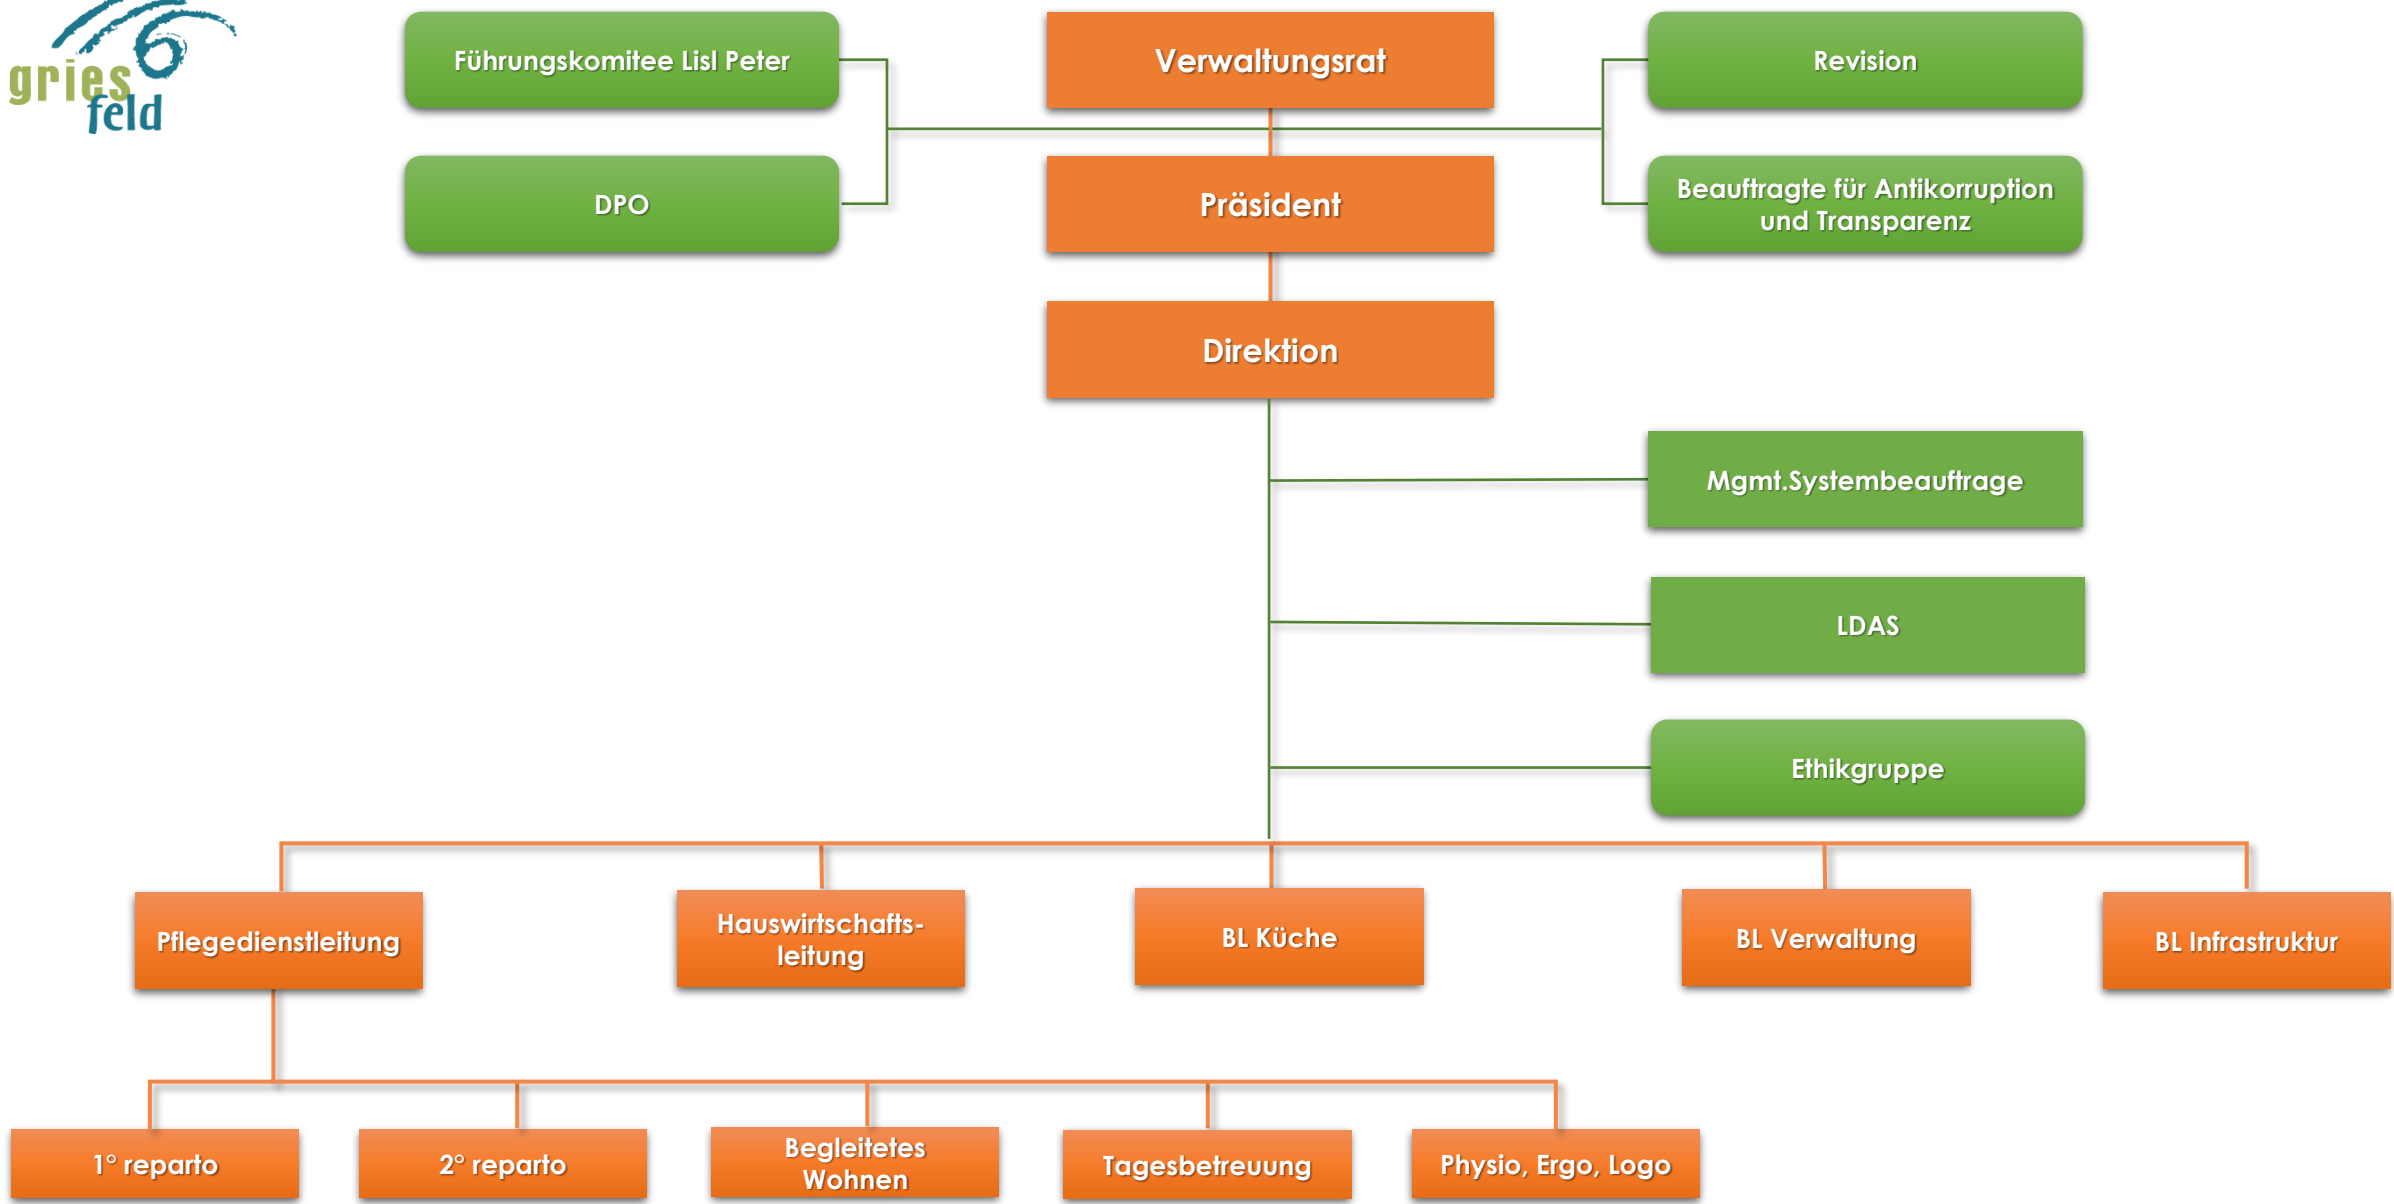 gries
feld
Führungskomitee Lisl Peter
Verwaltungsrat
Revision
DPO
Präsident
Beauftragte für Antikorruption
und Transparenz
Direktion
Mgmt.Systembeauftrage
LDAS
Ethikgruppe
Pflegedienstleitung
Hauswirtschafts-
leitung
BL Küche
BL Verwaltung
BL Infrastruktur
1° reparto
2° reparto
Begleitetes
Wohnen
Tagesbetreuung
Physio, Ergo, Logo